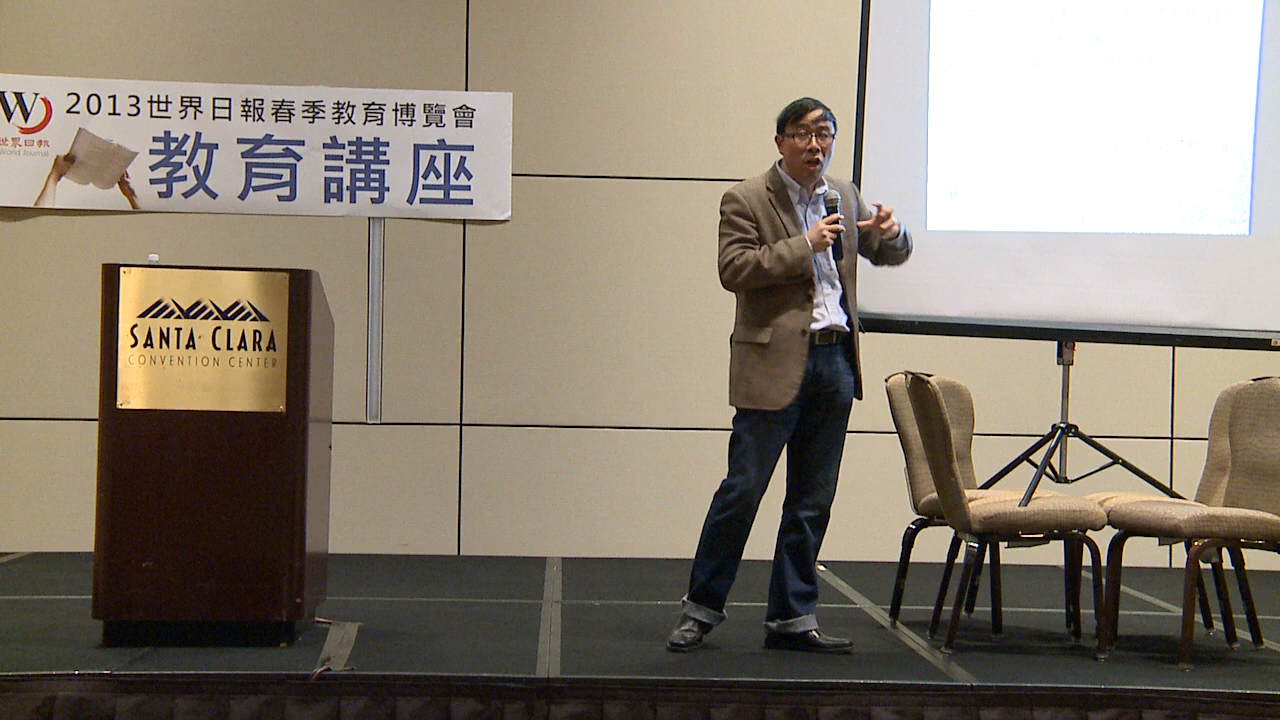 W
2013世界日報春季教育博覽會
世界日報
World Journal
教育講座
SANTA CLARA
CONVENTION CENTER